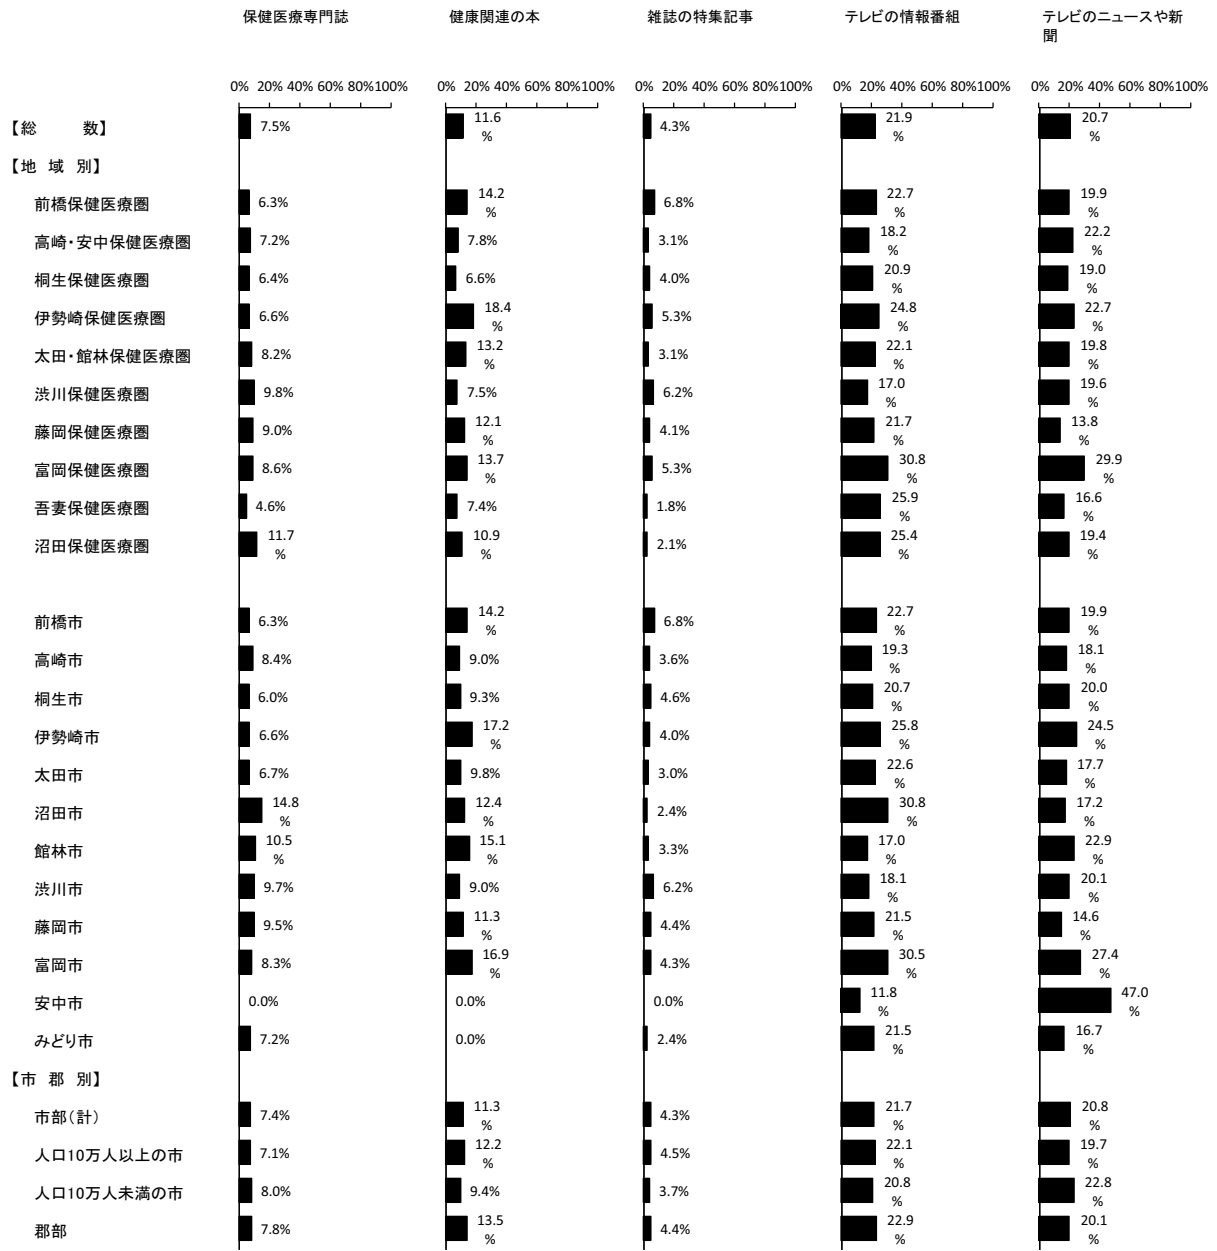 保健医療専門誌 健康関連の本 雑誌の特集記事 テレビの情報番組 テレビのニュースや新
聞
0% 20% 40% 60% 80%100% 0% 20% 40% 60% 80%100% 0% 20% 40% 60% 80%100% 0% 20% 40% 60% 80%100% 0% 20% 40% 60% 80%100%
【総 数】 7.5% 11.6% 4.3% 21.9% 20.7%
【地 域 別】
前橋保健医療圏 6.3% 14.2% 6.8% 22.7% 19.9%
高崎・安中保健医療圏 7.2% 7.8% 3.1% 18.2% 22.2%
桐生保健医療圏 6.4% 6.6% 4.0% 20.9% 19.0%
伊勢崎保健医療圏 6.6% 18.4% 5.3% 24.8% 22.7%
太田・館林保健医療圏 8.2% 13.2% 3.1% 22.1% 19.8%
渋川保健医療圏 9.8% 7.5% 6.2% 17.0% 19.6%
藤岡保健医療圏 9.0% 12.1% 4.1% 21.7% 13.8%
富岡保健医療圏 8.6% 13.7% 5.3% 30.8% 29.9%
吾妻保健医療圏 4.6% 7.4% 1.8% 25.9% 16.6%
沼田保健医療圏 11.7% 10.9% 2.1% 25.4% 19.4%
前橋市 6.3% 14.2% 6.8% 22.7% 19.9%
高崎市 8.4% 9.0% 3.6% 19.3% 18.1%
桐生市 6.0% 9.3% 4.6% 20.7% 20.0%
伊勢崎市 6.6% 17.2% 4.0% 25.8% 24.5%
太田市 6.7% 9.8% 3.0% 22.6% 17.7%
沼田市 14.8% 12.4% 2.4% 30.8% 17.2%
館林市 10.5% 15.1% 3.3% 17.0% 22.9%
渋川市 9.7% 9.0% 6.2% 18.1% 20.1%
藤岡市 9.5% 11.3% 4.4% 21.5% 14.6%
富岡市 8.3% 16.9% 4.3% 30.5% 27.4%
安中市 0.0% 0.0% 0.0% 11.8% 47.0%
みどり市 7.2% 0.0% 2.4% 21.5% 16.7%
【市 郡 別】
市部(計) 7.4% 11.3% 4.3% 21.7% 20.8%
人口10万人以上の市 7.1% 12.2% 4.5% 22.1% 19.7%
人口10万人未満の市 8.0% 9.4% 3.7% 20.8% 22.8%
郡部 7.8% 13.5% 4.4% 22.9% 20.1%